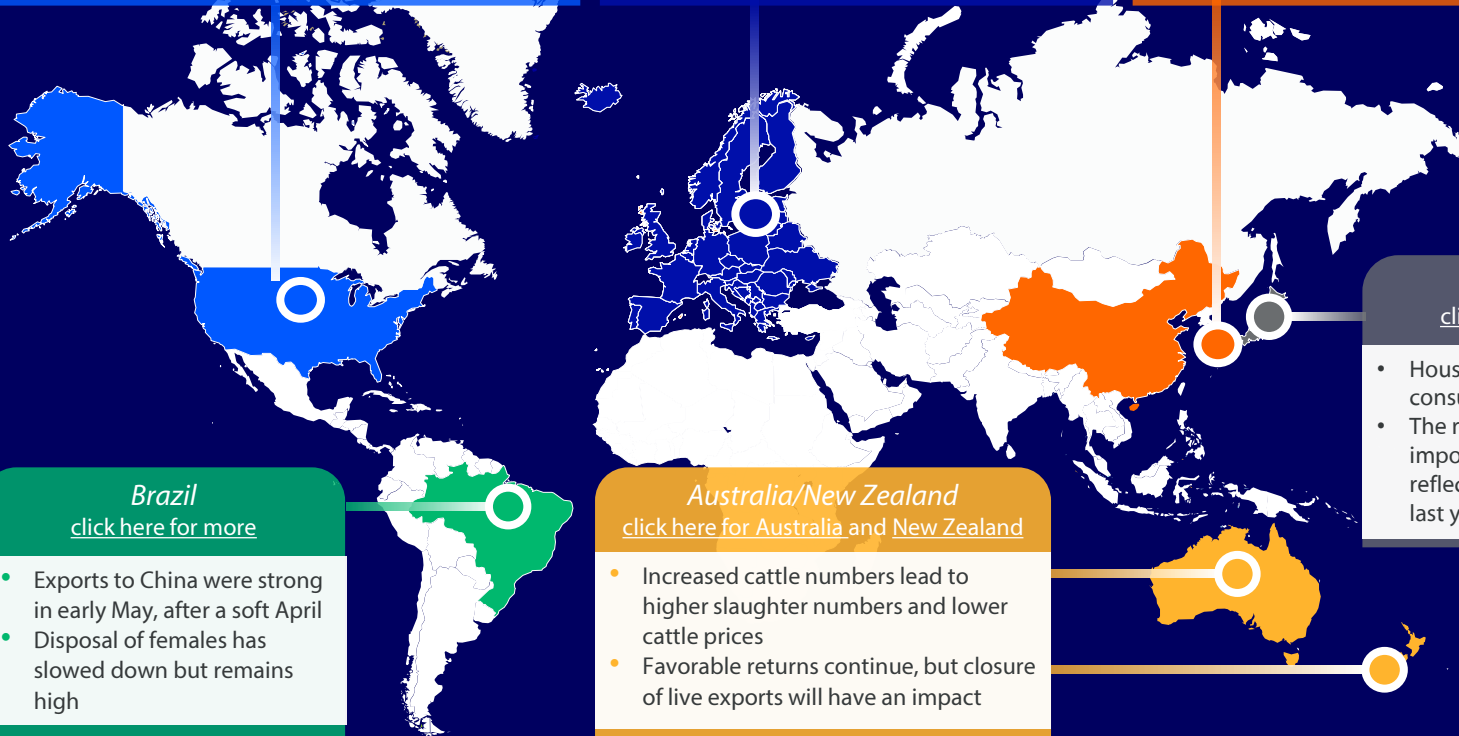 Brazil
click here for more
• Exports to China were strong
in early May, after a soft April
• Disposal of females has
slowed down but remains
high
Australia/New Zealand
click here for Australia and New Zealand
• Increased cattle numbers lead to
higher slaughter numbers and lower
cattle prices
• Favorable returns continue, but closure
of live exports will have an impact
•
• The
last